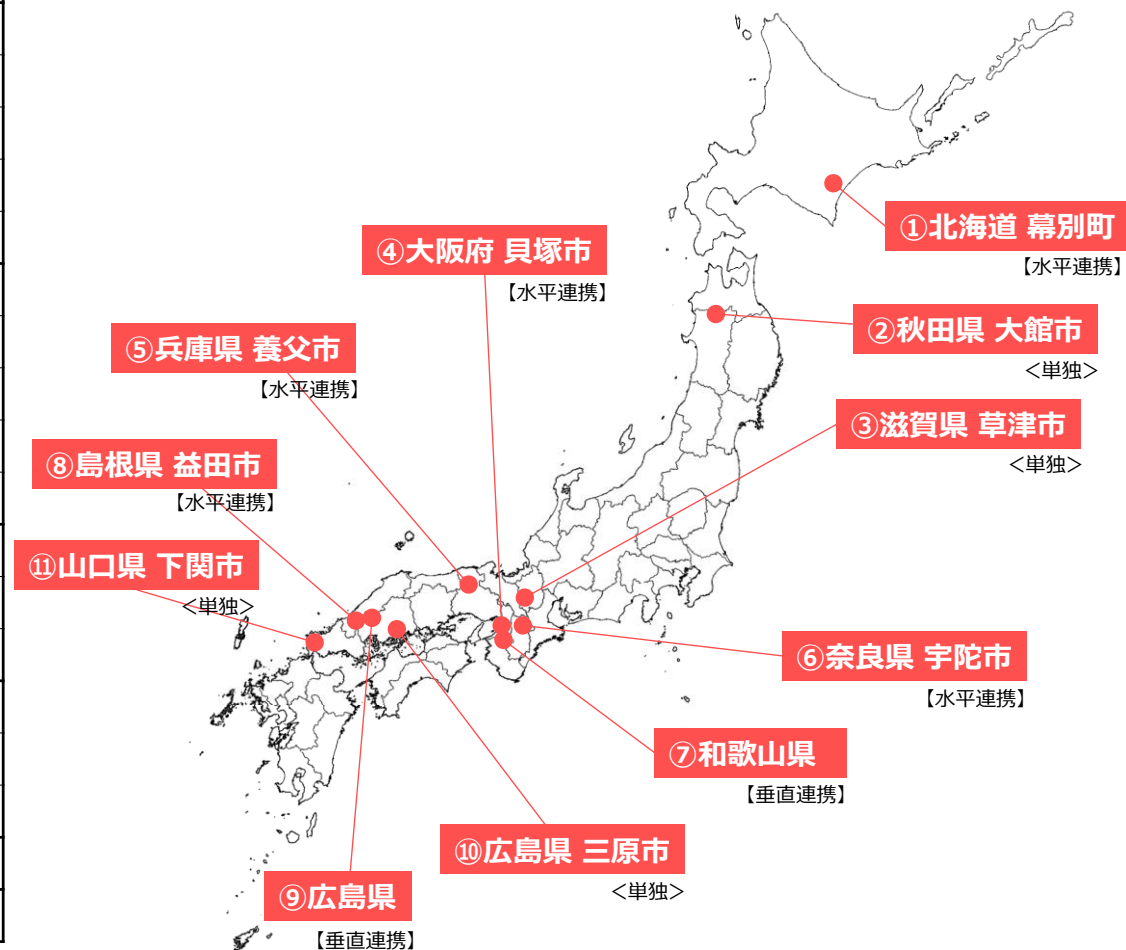 ①北海道 幕別町
【水平連携】
②秋田県 大館市
＜単独＞
③滋賀県 草津市
＜単独＞
④大阪府 貝塚市
【水平連携】
⑤兵庫県 養父市
【水平連携】
⑥奈良県 宇陀市
【水平連携】
⑦和歌山県
【垂直連携】
⑧島根県 益田市
【水平連携】
⑨広島県
【垂直連携】
⑩広島県 三原市
＜単独＞
⑪山口県 下関市
＜単独＞